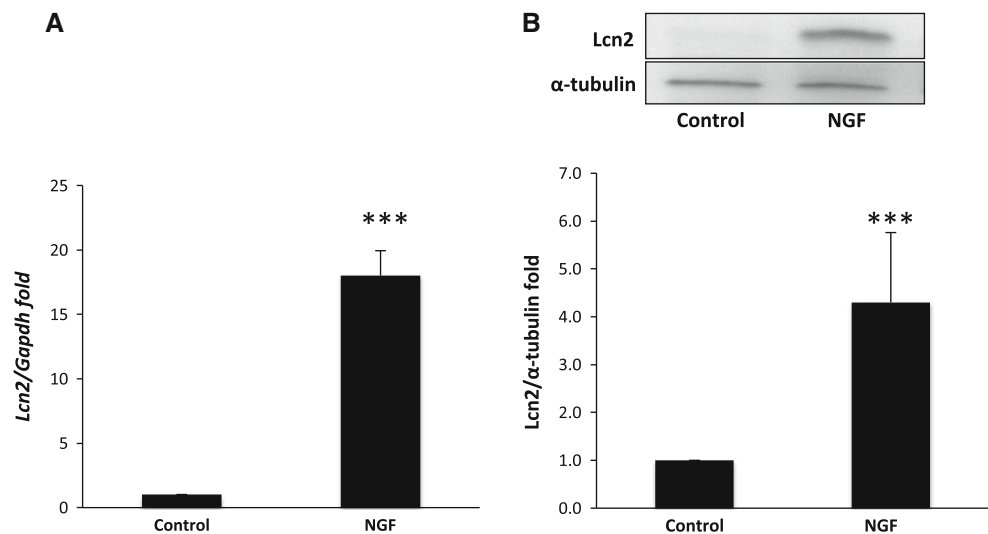 A
B
Lcn2
α-tubulin
Control NGF
25
20
15
10
5
0
Lcn2/Gapdh fold
***
Control NGF
7.0
6.0
5.0
4.0
3.0
2.0
1.0
0.0
Lcn2/α-tubulin fold
***
Control NGF